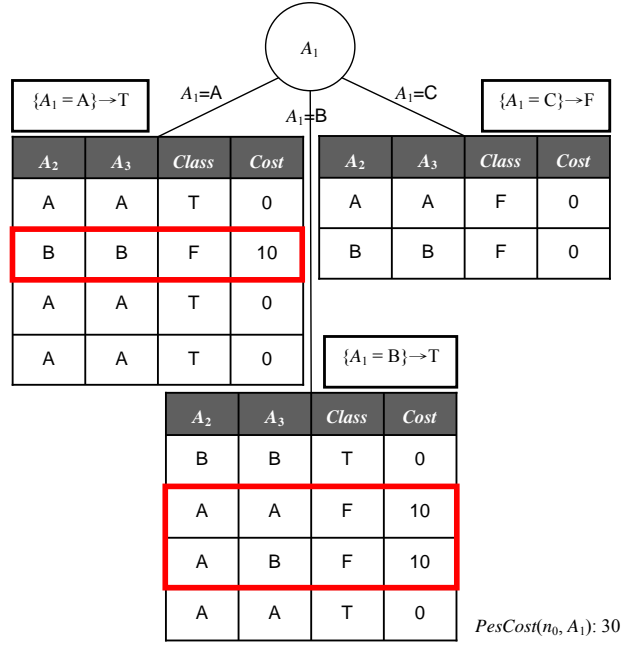 A1
{A1 = A}→T
A1=A
A1=B
A1=C
{A1 = C}→F
A2 A3 Class Cost
A A T 0
B B F 10
A A T 0
A A T 0
A2 A3 Class Cost
A A F 0
B B F 0
{A1 = B}→T
A2 A3 Class Cost
B B T 0
A A F 10
A B F 10
A A T 0
PesCost(n0, A1): 30